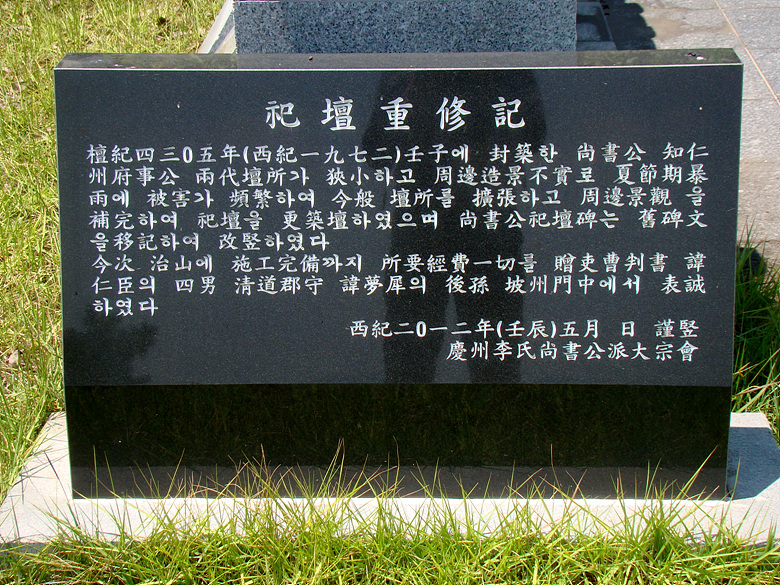 祀壇重修記
檀紀四三0五年(西紀一九七二)壬子에 封築한 尚書公 知仁
州府事公 兩代壇所가 狹小하고 周邊造景不實로 夏節期暴
雨에 被害가 頻繁하여 今般 壇所를 擴張하고 周邊景觀 을
補完하여 祀壇을 更築壇하였으며 尚書公祀壇碑는 舊碑文
을移記하여 改竪하였다
今次 治山에 施工完備까지 所要經費一切를 贈吏曹判書 諱
仁臣의 四男 清道郡守 諱夢犀의 後孫 坡州門中에서 表誠
하였다
西紀二0一二年(壬辰)五月 日 謹竪
慶州李氏尚書公派大宗會